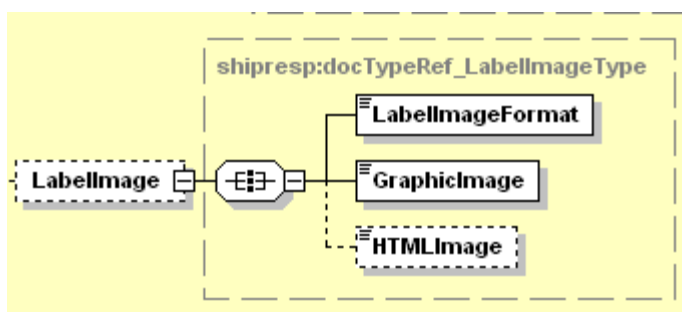 shipresp:docTypeRef_LabelImageType
LabelImageFormat
LabelImage
GraphicImage
HTMLImage